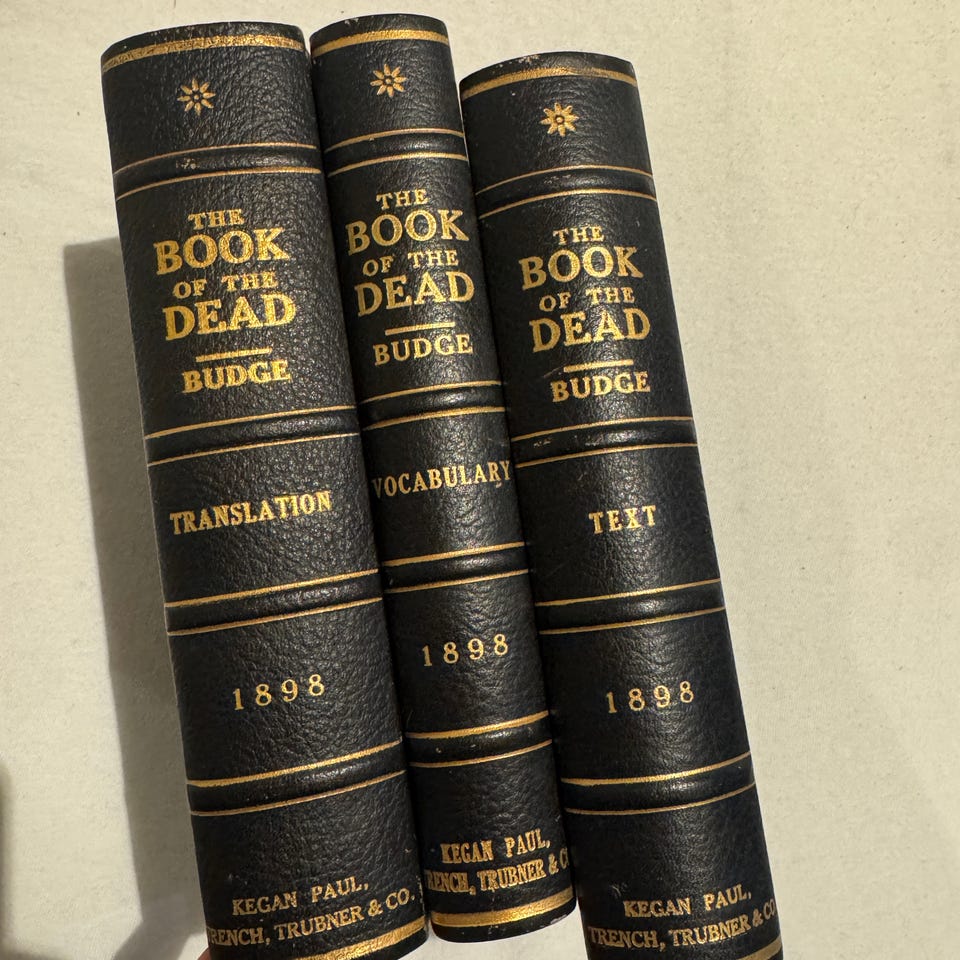 THE
BOOK
OF THE
DEAD
BUDGE
TRANSLATION
1898
KEGAN PAUL,
TRENCH, TRUBNER & CO.
THE
BOOK
OF THE
DEAD
BUDGE
VOCABULARY
1898
KEGAN PAUL,
TRENCH, TRUBNER & CO
THE
BOOK
OF THE
DEAD
BUDGE
TEXT
1898
KEGAN PAUL,
TRENCH, TRUBNER & CO